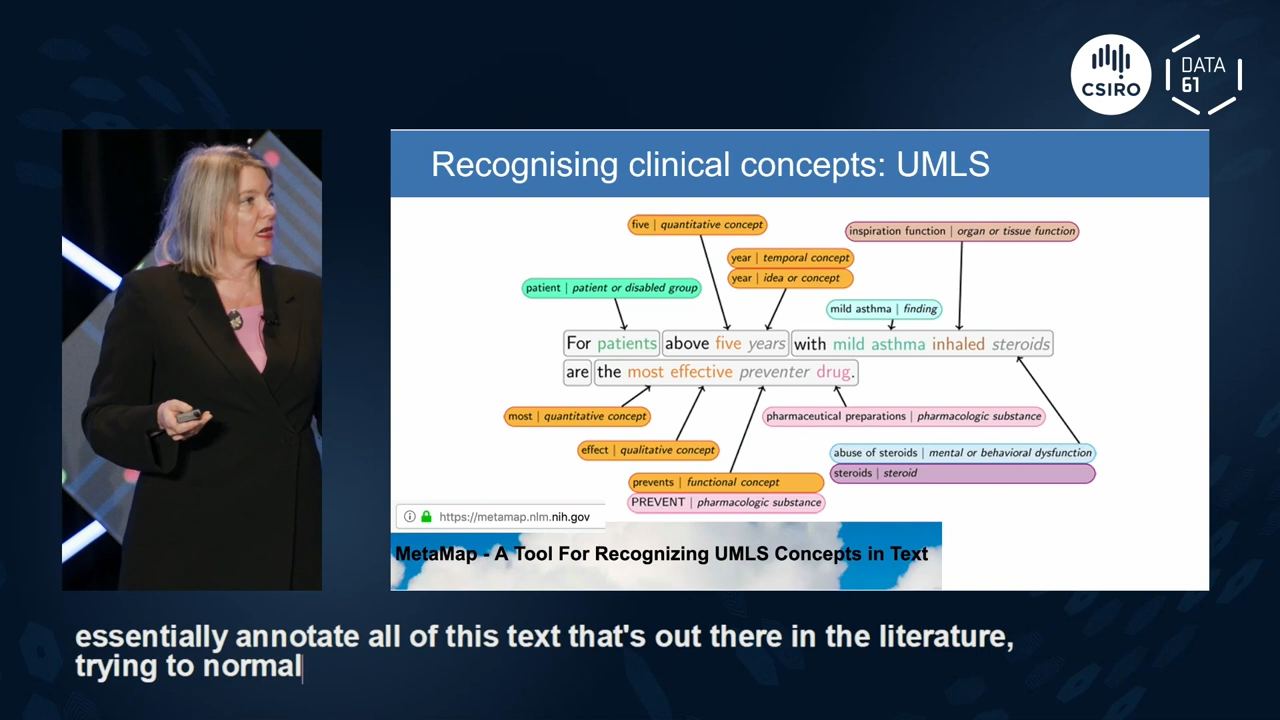 CSIRO
DATA
61
Recognising clinical concepts: UMLS
five | quantitative concept
inspiration function | organ or tissue function
year | temporal concept
year | idea or concept
patient | patient or disabled group
mild asthma | finding
For patients above five years with mild asthma inhaled steroids
are the most effective preventer drug.
most | quantitative concept
pharmaceutical preparations | pharmacologic substance
effect | qualitative concept
abuse of steroids | mental or behavioral dysfunction
steroids | steroid
prevents | functional concept
PREVENT | pharmacologic substance
https://metamap.nlm.nih.gov
MetaMap - A Tool For Recognizing UMLS Concepts in Text
essentially annotate all of this text that's out there in the literature,
trying to normal